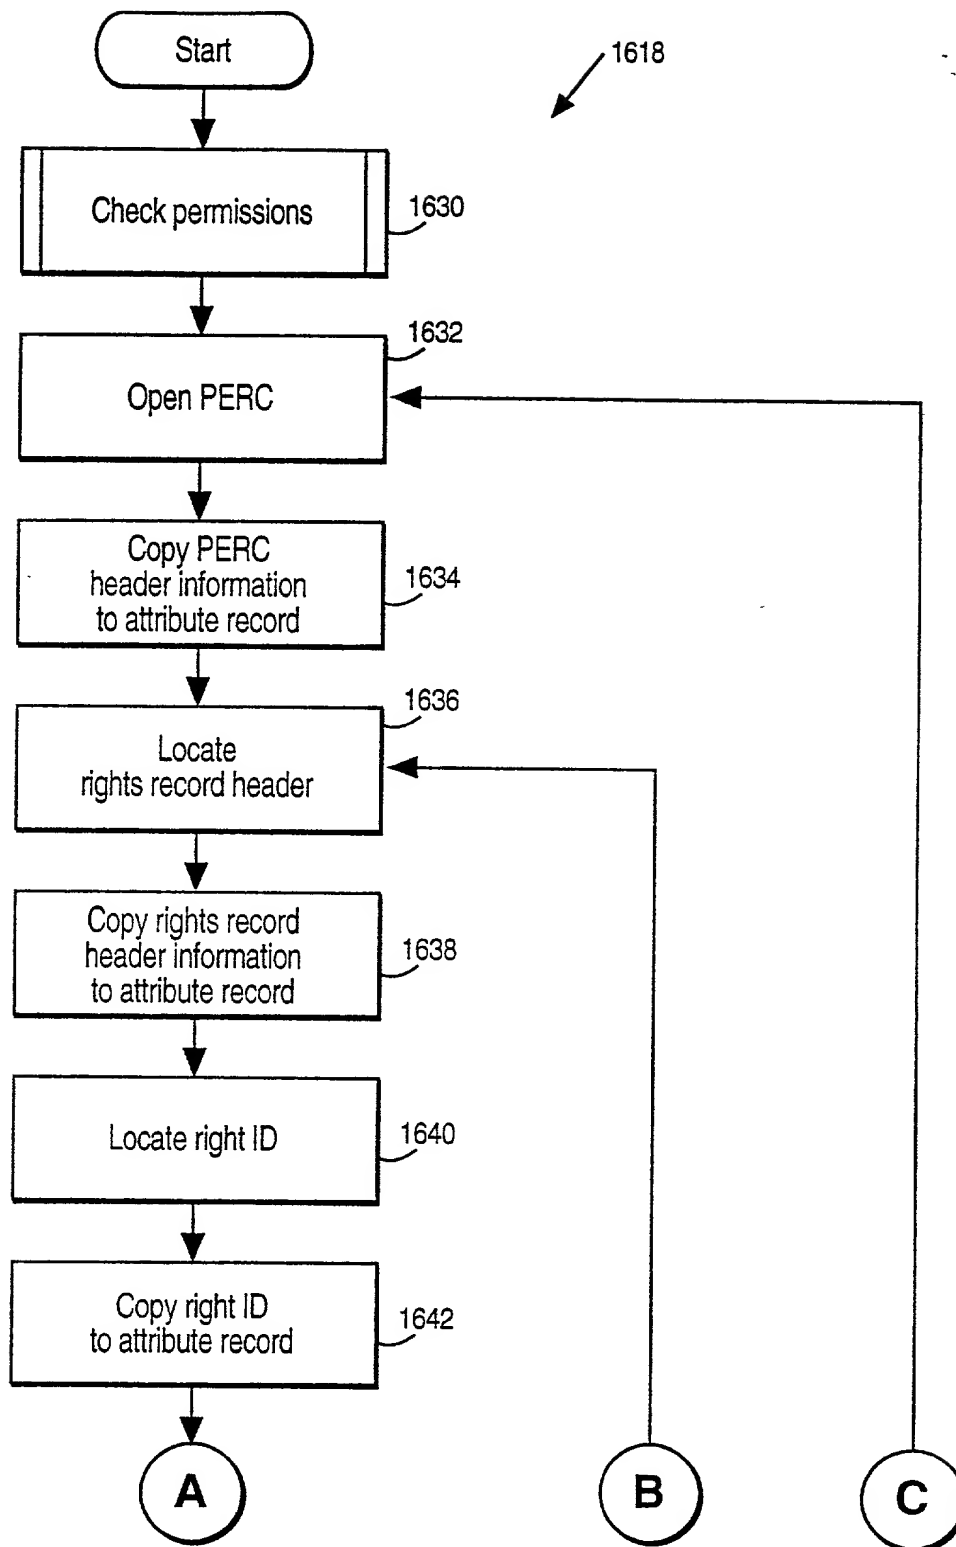 Start
1618
Check permissions
1630
1632
Open PERC
Copy PERC
header information
to attribute record
1634
1636
Locate
rights record header
Copy rights record
header information
to attribute record
1638
Locate right ID
1640
Copy right ID
to attribute record
1642
A
B
C